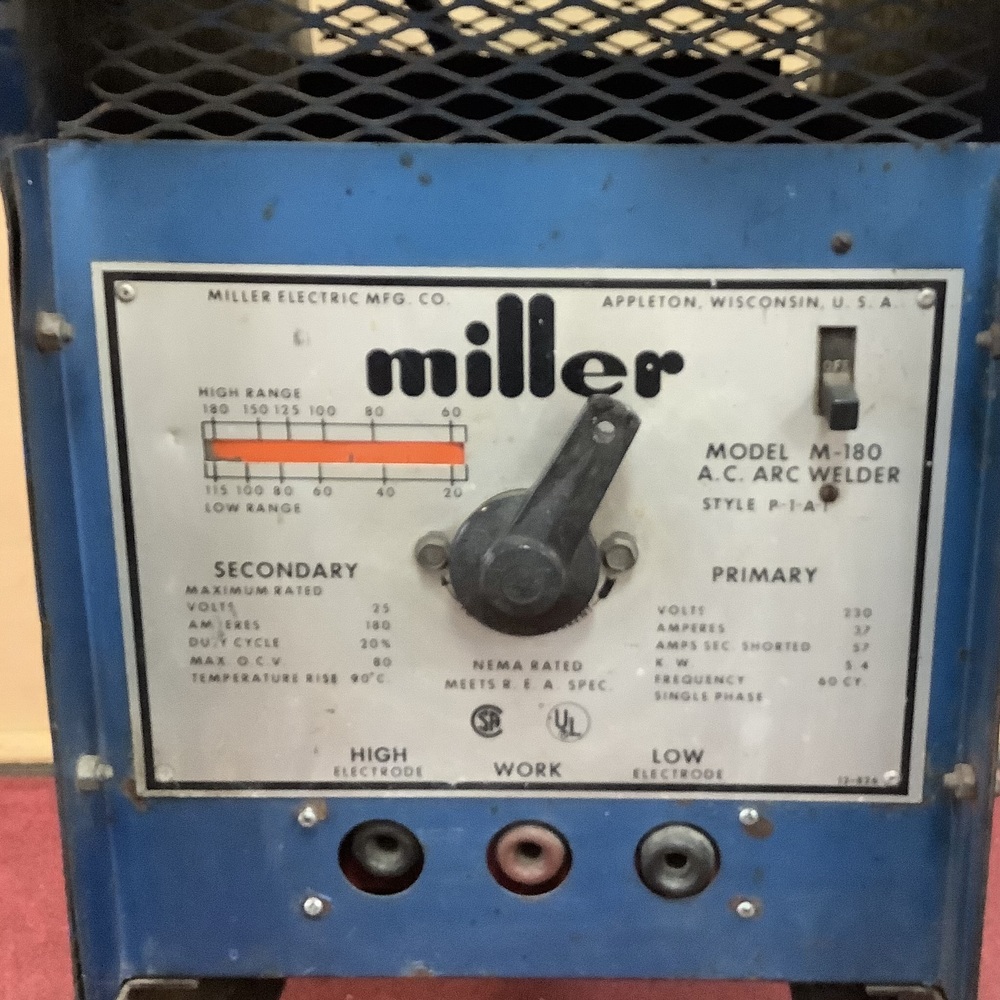 MILLER ELECTRIC MFG. CO.
APPLETON, WISCONSIN, U. S. A.
miller
OFF
HIGH RANGE
180 150 125 100 80 60
115 100 80 60 40 20
LOW RANGE
MODEL M-180
A.C. ARC WELDER
STYLE P-1-A
SECONDARY
MAXIMUM RATED
VOLTS 25
AMPERES 180
DUTY CYCLE 20%
MAX. O.C.V. 80
TEMPERATURE RISE 90°C.
PRIMARY
VOLTS 230
AMPERES 37
AMPS SEC. SHORTED 57
K. W. 5.4
FREQUENCY 60 CY.
SINGLE PHASE
NEMA RATED
MEETS R. E. A. SPEC.
SA
UL
HIGH
ELECTRODE
WORK
LOW
ELECTRODE